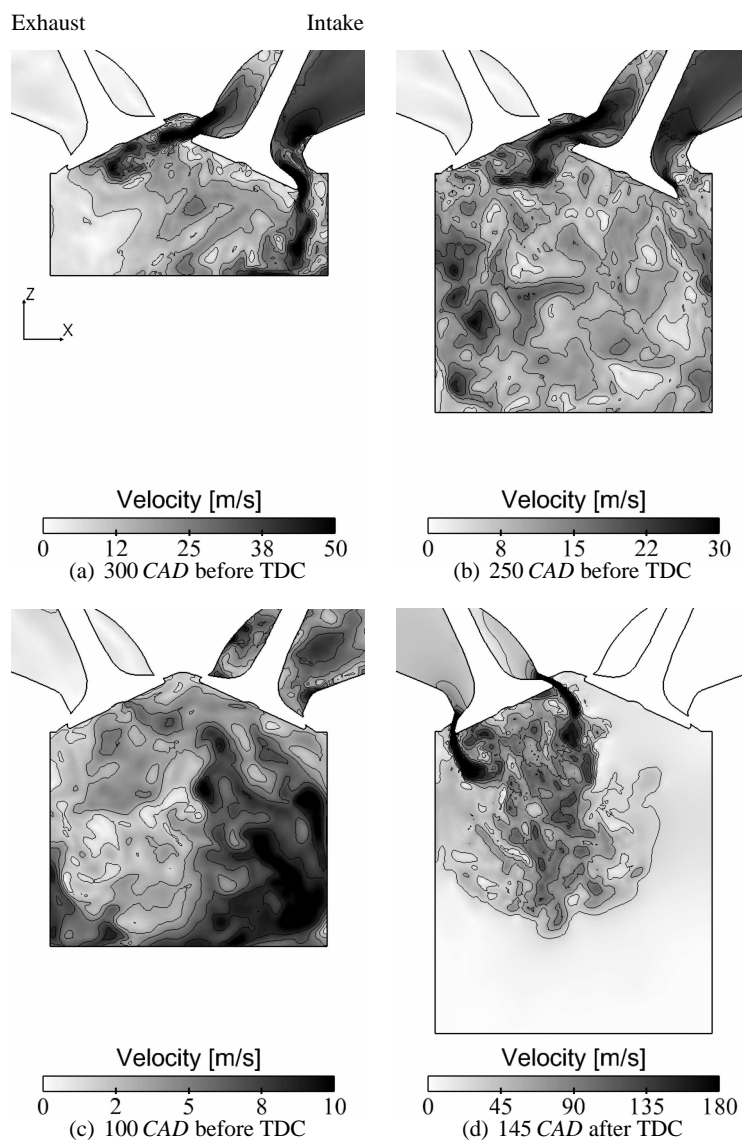 Exhaust Intake
Z
X
Velocity [m/s]
0 12 25 38 50
(a) 300 CAD before TDC
Velocity [m/s]
0 8 15 22 30
(b) 250 CAD before TDC
Velocity [m/s]
0 2 5 8 10
(c) 100 CAD before TDC
Velocity [m/s]
0 45 90 135 180
(d) 145 CAD after TDC